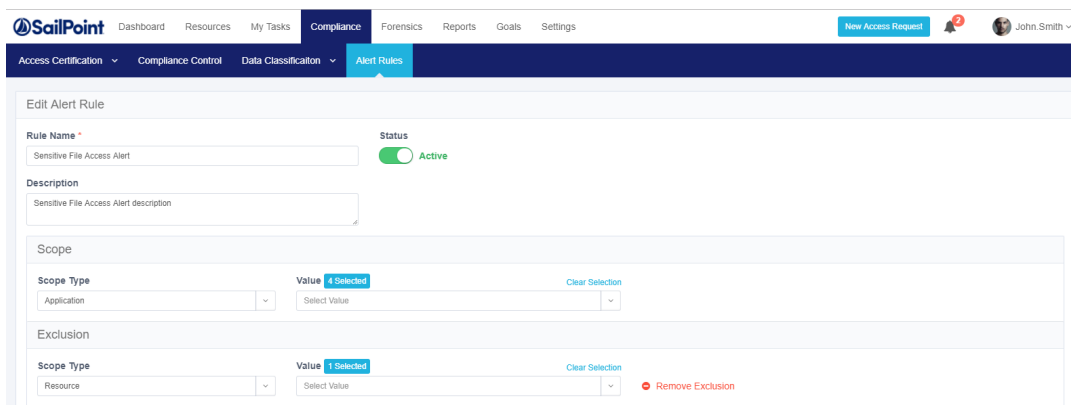 SailPoint Dashboard Resources My Tasks Compliance Forensics Reports Goals Settings New Access Request 2 John.Smith
Access Certification Compliance Control Data Classificaiton Alert Rules
Edit Alert Rule
Rule Name * Status
Sensitive File Access Alert Active
Description
Sensitive File Access Alert description
Scope
Scope Type Value 4 Selected Clear Selection
Application Select Value
Exclusion
Scope Type Value 1 Selected Clear Selection
Resource Select Value Remove Exclusion